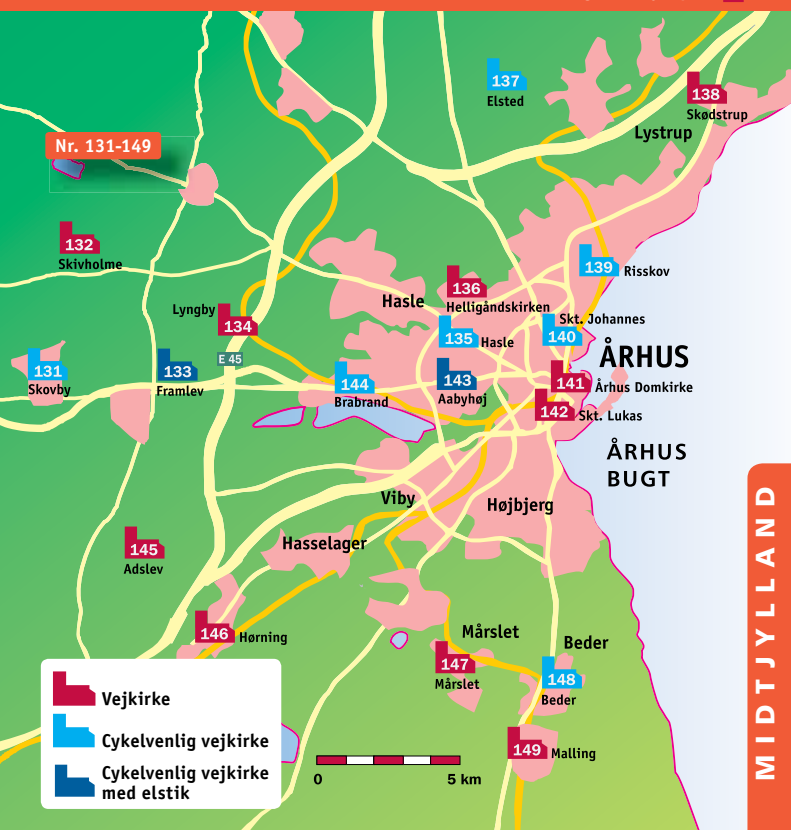 137
Elsted
138
Skødstrup
Lystrup
Nr. 131-149
132
Skivholme
139
Risskov
136
Helligåndskirken
Hasle
Lyngby
134
Skt. Johannes
140
135
Hasle
E 45
131
Skovby
133
Framlev
144
Brabrand
143
Aabyhøj
ÅRHUS
141
Århus Domkirke
142
Skt. Lukas
ÅRHUS
BUGT
Viby
Højbjerg
Hasselager
145
Adslev
146
Hørning
Mårslet
Beder
147
Mårslet
148
Beder
149
Malling
Vejkirke
Cykelvenlig vejkirke
Cykelvenlig vejkirke
med elstik
0
5 km
MIDTJYLLAND